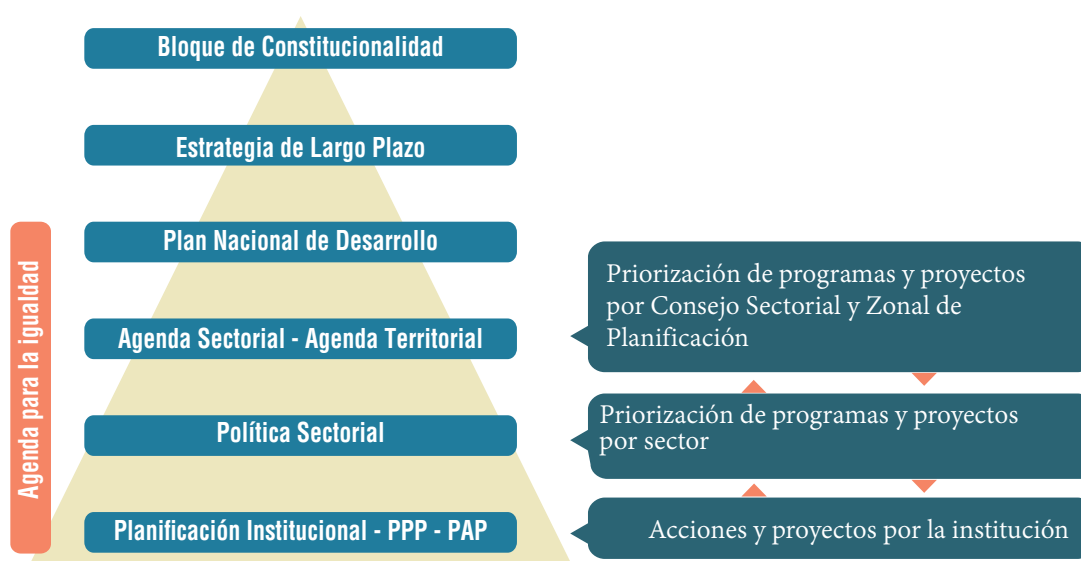 Bloque de Constitucionalidad
Estrategia de Largo Plazo
Plan Nacional de Desarrollo
Agenda Sectorial - Agenda Territorial
Política Sectorial
Planificación Institucional - PPP - PAP
Agenda para la igualdad
Priorización de programas y proyectos
por Consejo Sectorial y Zonal de
Planificación
Priorización de programas y proyectos
por sector
Acciones y proyectos por la institución